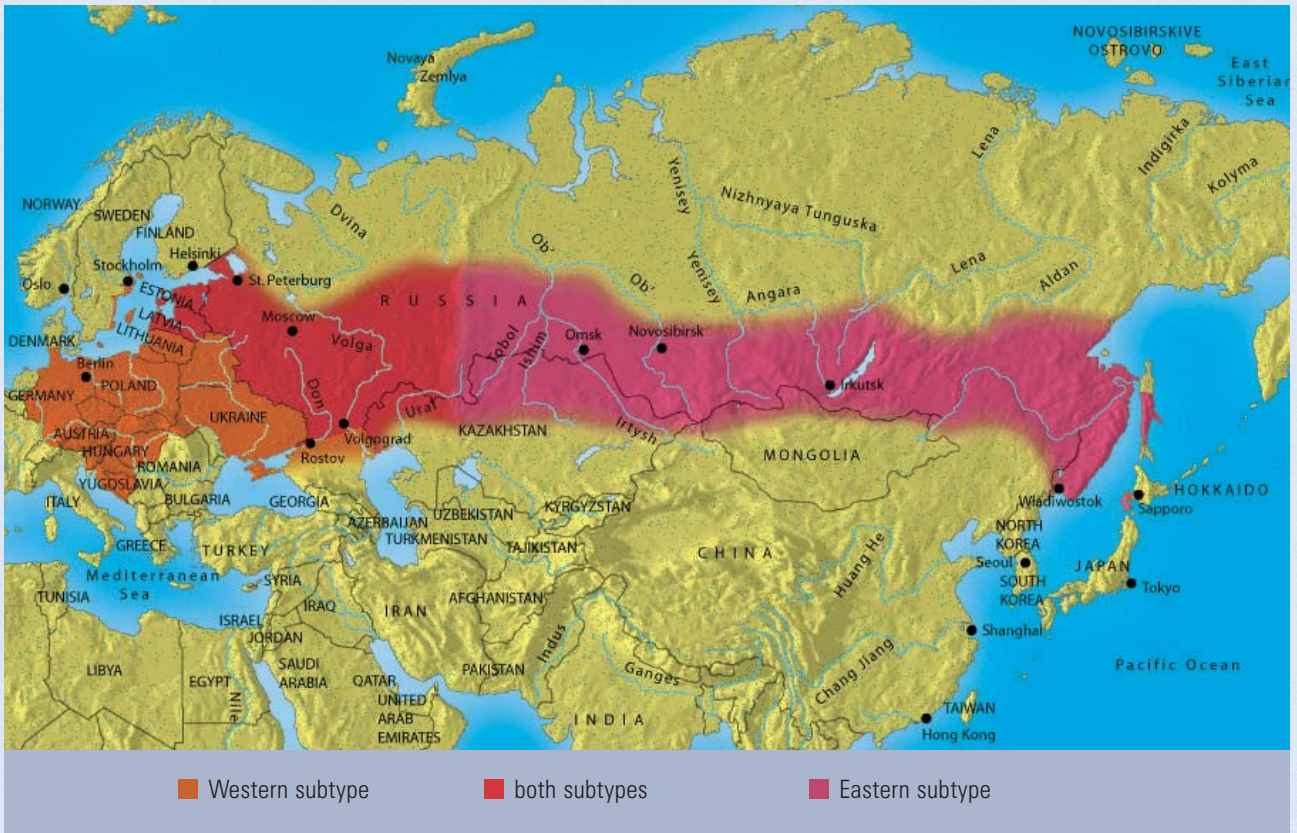 NOVOSIBIRSKIVE
OSTROVO
East
Siberian
Sea
Novaya
Zemlya
Lena
Indigirka
Kolyma
Yenisey
Nizhnyaya Tunguska
NORWAY
SWEDEN
FINLAND
Dvina
Helsinki
Stockholm
Oslo
St.Peterburg
Ob'
Ob'
Yenisey
Angara
Lena
Aldan
ESTONIA
LATVIA
LITHUANIA
RUSSIA
Moscow
Volga
Tobol
Ishim
Omsk
Novosibirsk
DENMARK
Berlin
GERMANY
POLAND
Don
Irkutsk
UKRAINE
Ural
Volgograd
Rostov
KAZAKHSTAN
Irtysh
MONGOLIA
AUSTRIA
HUNGARY
ROMANIA
YUGOSLAVIA
ITALY
BULGARIA
GEORGIA
Wladiwostok
HOKKAIDO
Sapporo
AZERBAIJAN
UZBEKISTAN
KYRGYZSTAN
TURKMENISTAN
TAJIKISTAN
GREECE
TURKEY
CHINA
Huang He
NORTH
KOREA
Seoul
SOUTH
KOREA
JAPAN
Tokyo
Mediterranean
Sea
TUNISIA
SYRIA
IRAQ
IRAN
AFGHANISTAN
ISRAEL
JORDAN
Indus
Shanghai
Pacific Ocean
LIBYA
EGYPT
Nile
SAUDI
ARABIA
QATAR
UNITED
ARAB
EMIRATES
PAKISTAN
Ganges
INDIA
Chang Jiang
TAIWAN
Hong Kong
Western subtype
both subtypes
Eastern subtype